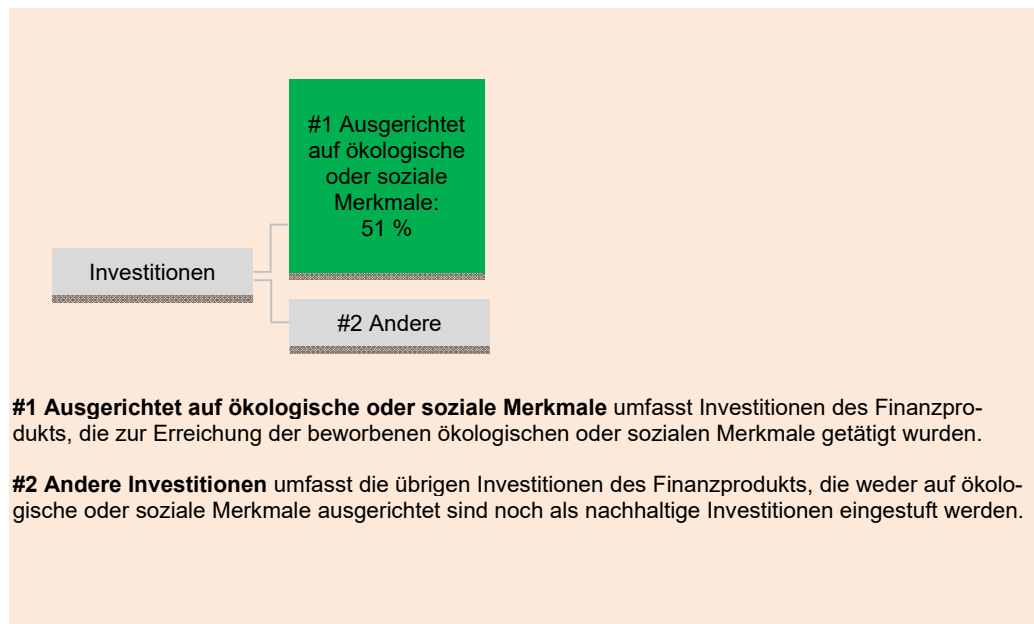 #1 Ausgerichtet
auf ökologische
oder soziale
Merkmale:
51 %
Investitionen
#2 Andere
#1 Ausgerichtet auf ökologische oder soziale Merkmale umfasst Investitionen des Finanzpro-
dukts, die zur Erreichung der beworbenen ökologischen oder sozialen Merkmale getätigt wurden.
#2 Andere Investitionen umfasst die übrigen Investitionen des Finanzprodukts, die weder auf ökolo-
gische oder soziale Merkmale ausgerichtet sind noch als nachhaltige Investitionen eingestuft werden.